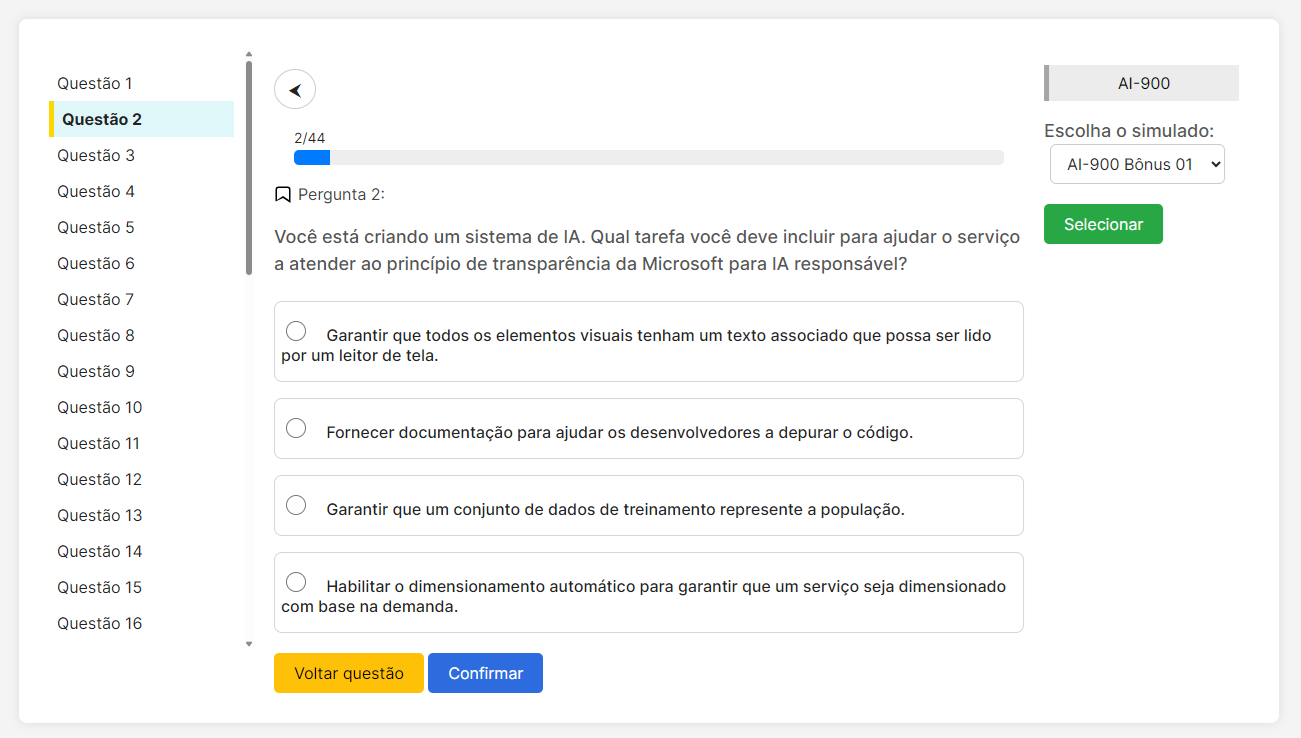 Questão 1
Questão 2
Questão 3
Questão 4
Questão 5
Questão 6
Questão 7
Questão 8
Questão 9
Questão 10
Questão 11
Questão 12
Questão 13
Questão 14
Questão 15
Questão 16
2/44
Pergunta 2:
Você está criando um sistema de IA. Qual tarefa você deve incluir para ajudar o serviço
a atender ao princípio de transparência da Microsoft para IA responsável?
Garantir que todos os elementos visuais tenham um texto associado que possa ser lido
por um leitor de tela.
Fornecer documentação para ajudar os desenvolvedores a depurar o código.
Garantir que um conjunto de dados de treinamento represente a população.
Habilitar o dimensionamento automático para garantir que um serviço seja dimensionado
com base na demanda.
Voltar questão
Confirmar
AI-900
Escolha o simulado:
AI-900 Bônus 01
Selecionar